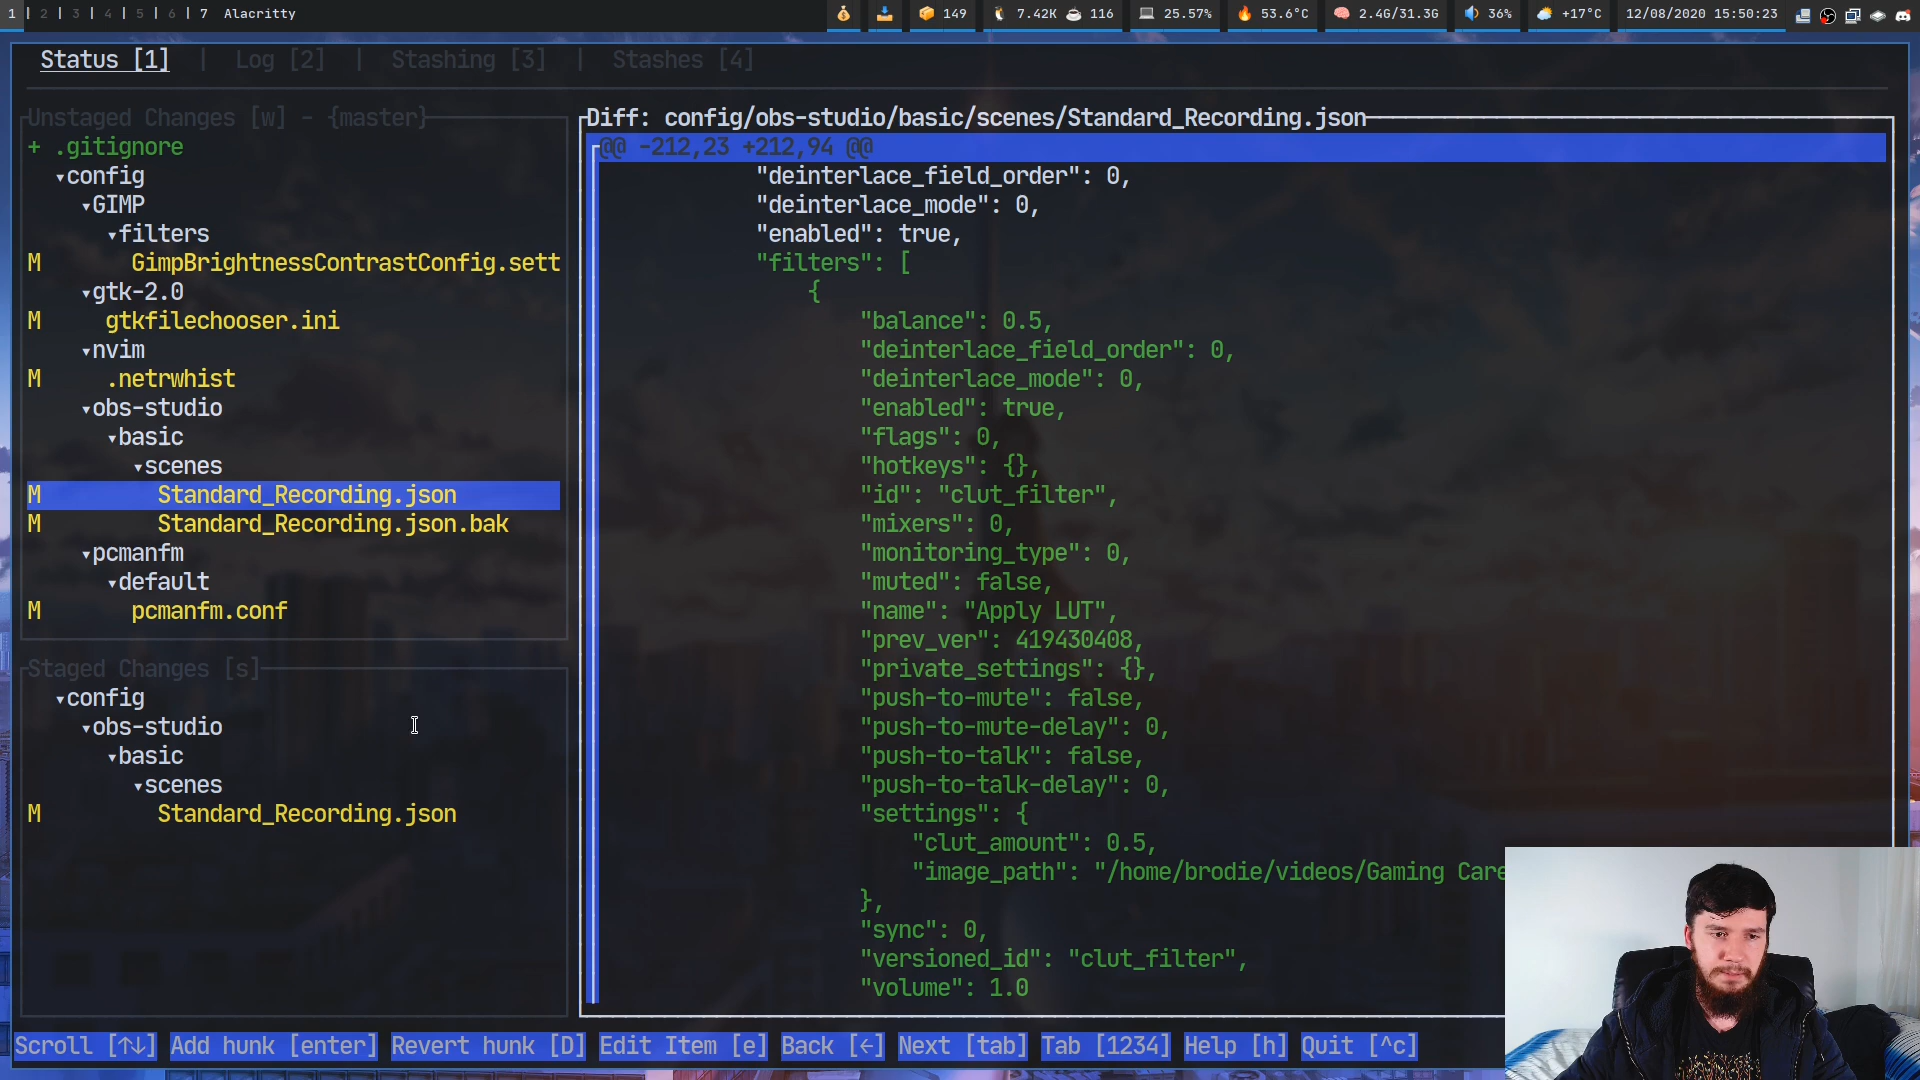 1 | 2 | 3 | 4 | 5 | 6 | 7 Alacritty
149 7.42K 116 25.57% 53.6°C 2.4G/31.3G 36% +17°C 12/08/2020 15:50:23
Status [1] | Log [2] | Stashing [3] | Stashes [4]
Unstaged Changes [w] - {master}
+ .gitignore
▾config
▾GIMP
▾filters
M GimpBrightnessContrastConfig.sett
▾gtk-2.0
M gtkfilechooser.ini
▾nvim
M .netrwhist
▾obs-studio
▾basic
▾scenes
M Standard_Recording.json
M Standard_Recording.json.bak
▾pcmanfm
▾default
M pcmanfm.conf
Staged Changes [s]
▾config
▾obs-studio
▾basic
▾scenes
M Standard_Recording.json
Diff: config/obs-studio/basic/scenes/Standard_Recording.json
@@ -212,23 +212,94 @@
"deinterlace_field_order": 0,
"deinterlace_mode": 0,
"enabled": true,
"filters": [
{
"balance": 0.5,
"deinterlace_field_order": 0,
"deinterlace_mode": 0,
"enabled": true,
"flags": 0,
"hotkeys": {},
"id": "clut_filter",
"mixers": 0,
"monitoring_type": 0,
"muted": false,
"name": "Apply LUT",
"prev_ver": 419430408,
"private_settings": {},
"push-to-mute": false,
"push-to-mute-delay": 0,
"push-to-talk": false,
"push-to-talk-delay": 0,
"settings": {
"clut_amount": 0.5,
"image_path": "/home/brodie/videos/Gaming Care
},
"sync": 0,
"versioned_id": "clut_filter",
"volume": 1.0
Scroll [↑↓] Add hunk [enter] Revert hunk [D] Edit Item [e] Back [←] Next [tab] Tab [1234] Help [h] Quit [^c]